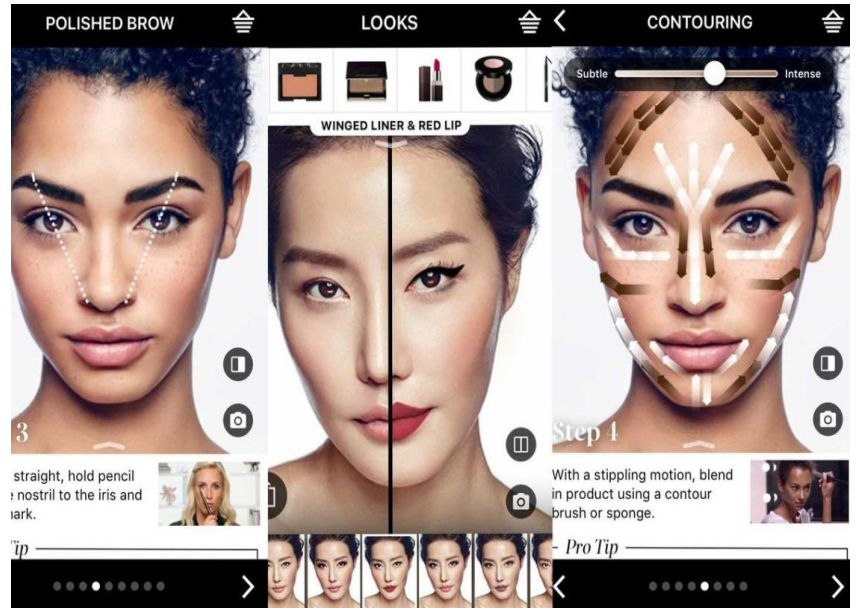 POLISHED BROW
3
straight, hold pencil
nostril to the iris and
LOOKS
WINGED LINER & RED LIP
CONTOURING
Subtle
Intense
Step 4
With a stippling motion, blend
in product using a contour
brush or sponge.
Pro Tip